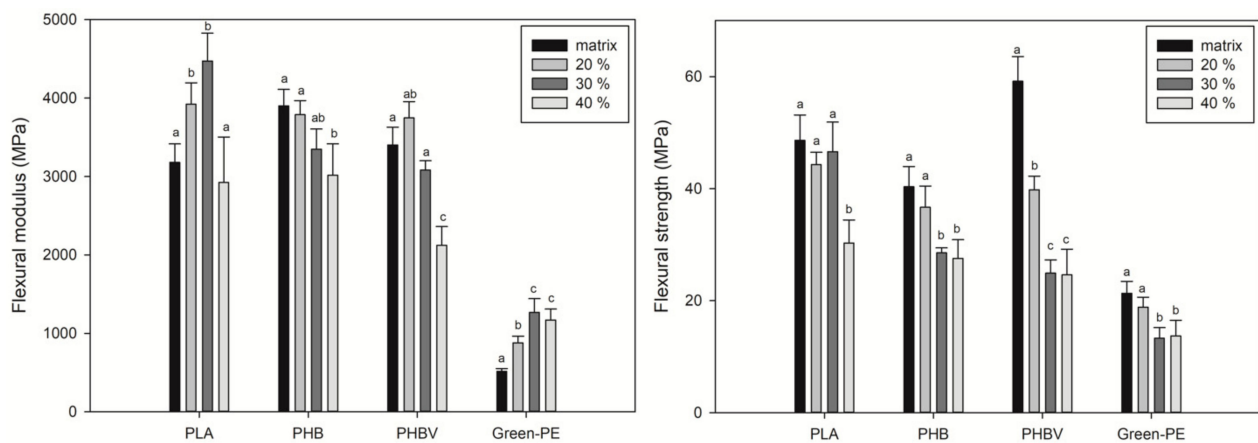 5000
4000
3000
2000
1000
0
Flexural modulus (MPa)
matrix
20 %
30 %
40 %
a
b
b
a
a
a
ab
b
a
ab
a
c
a
b
c
c
PLA
PHB
PHBV
Green-PE
60
40
20
0
Flexural strength (MPa)
matrix
20 %
30 %
40 %
a
a
a
b
a
a
b
b
a
b
c
c
a
a
b
b
PLA
PHB
PHBV
Green-PE